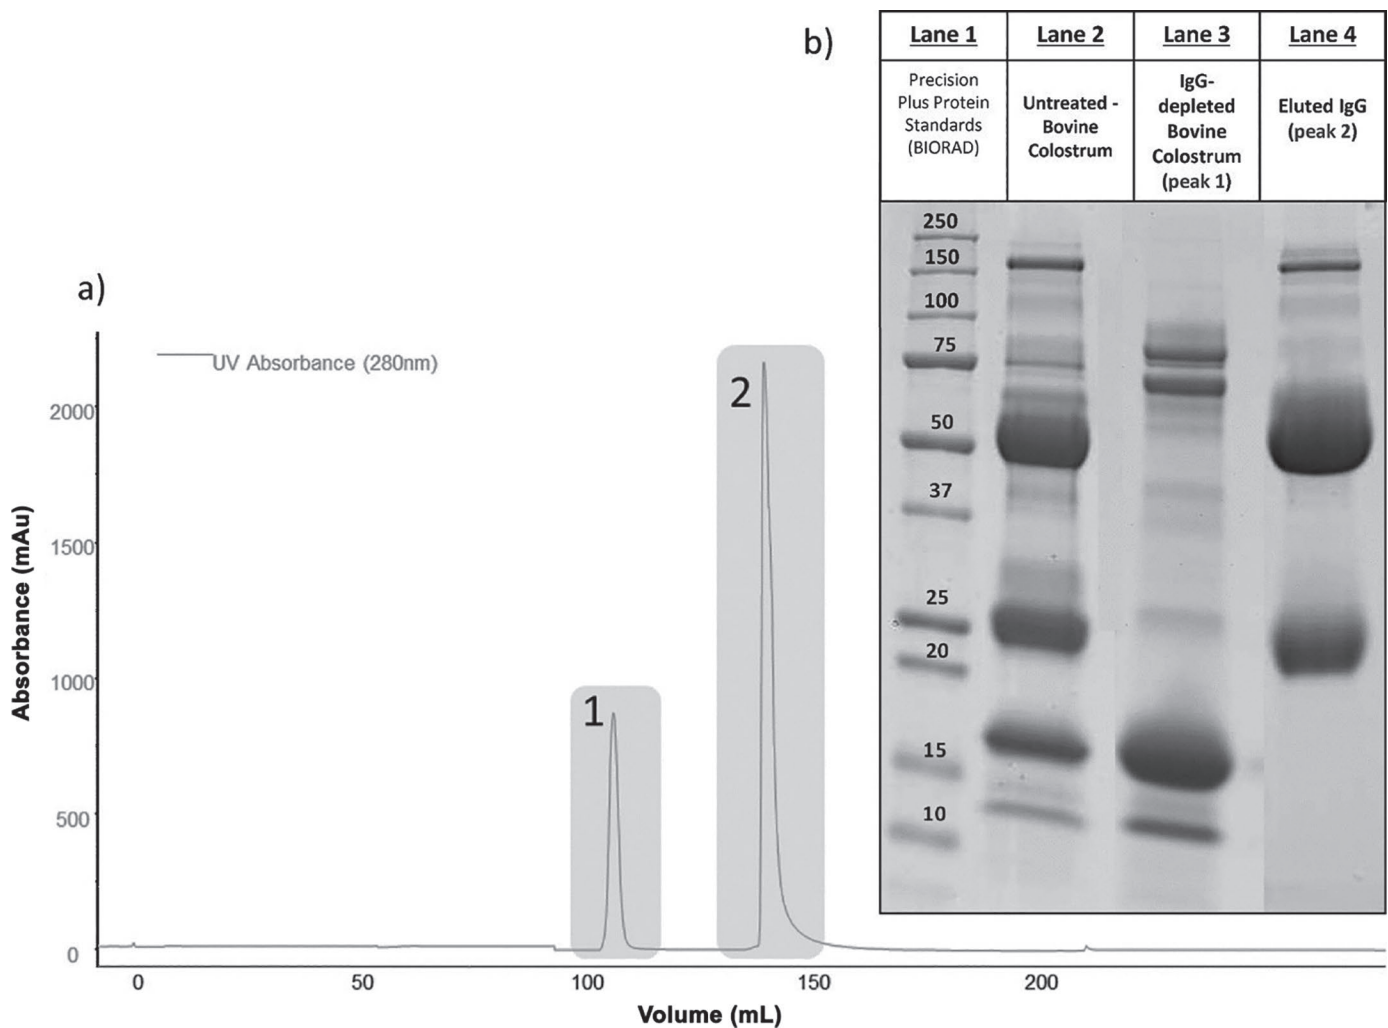 a)
UV Absorbance (280nm)
Absorbance (mAu)
2000
1500
1000
500
0
1
2
0
50
100
150
200
Volume (mL)
b)
Lane 1
Lane 2
Lane 3
Lane 4
Precision
Plus Protein
Standards
(BIORAD)
Untreated -
Bovine
Colostrum
IgG-
depleted
Bovine
Colostrum
(peak 1)
Eluted IgG
(peak 2)
250
150
100
75
50
37
25
20
15
10